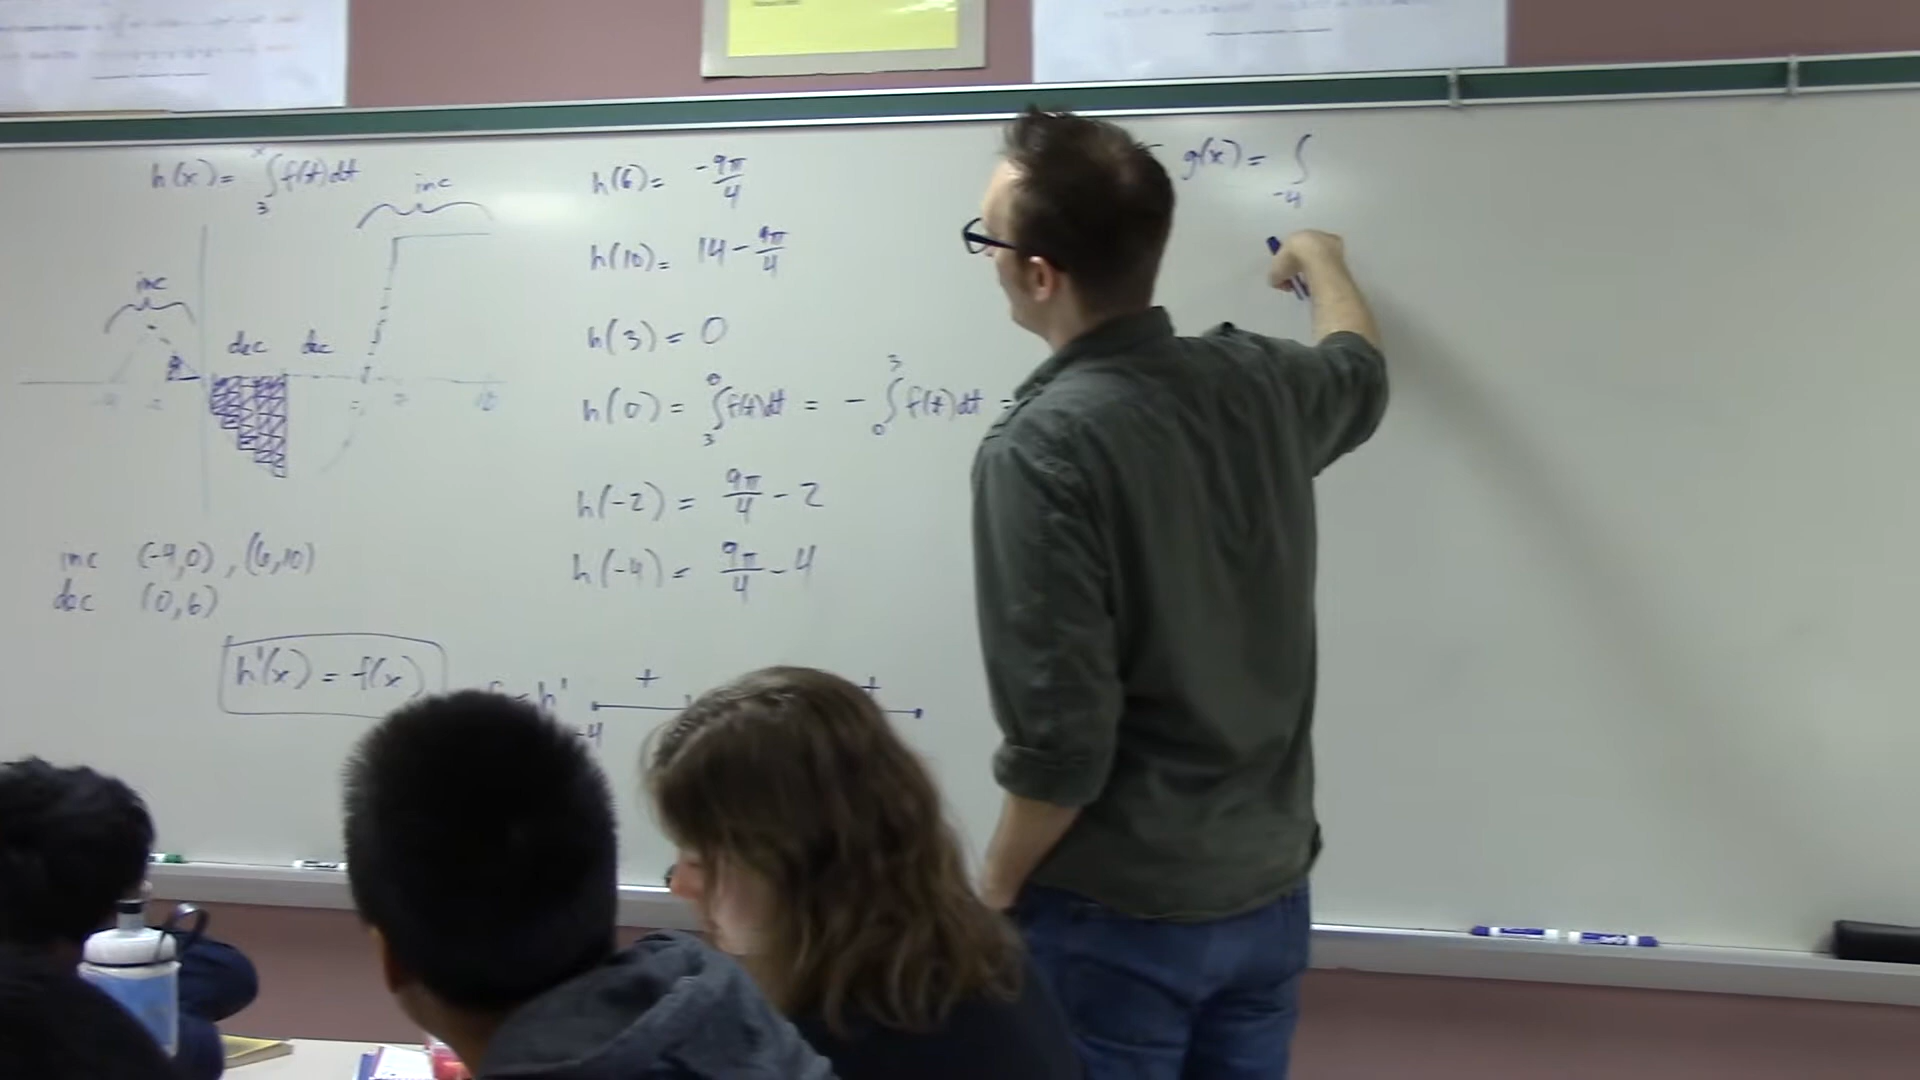 h(x) = ∫₃ˣ f(t)dt
inc
inc
dec dec
inc (-4,0), (6,10)
dec (0,6)
h'(x) = f(x)
h(6) = -9π/4
h(10) = 14 - 9π/4
h(3) = 0
h(0) = ∫₃⁰ f(t)dt = - ∫₀³ f(t)dt =
h(-2) = 9π/4 - 2
h(-4) = 9π/4 - 4
h'
+ +
-4
g(x) = ∫₋₄